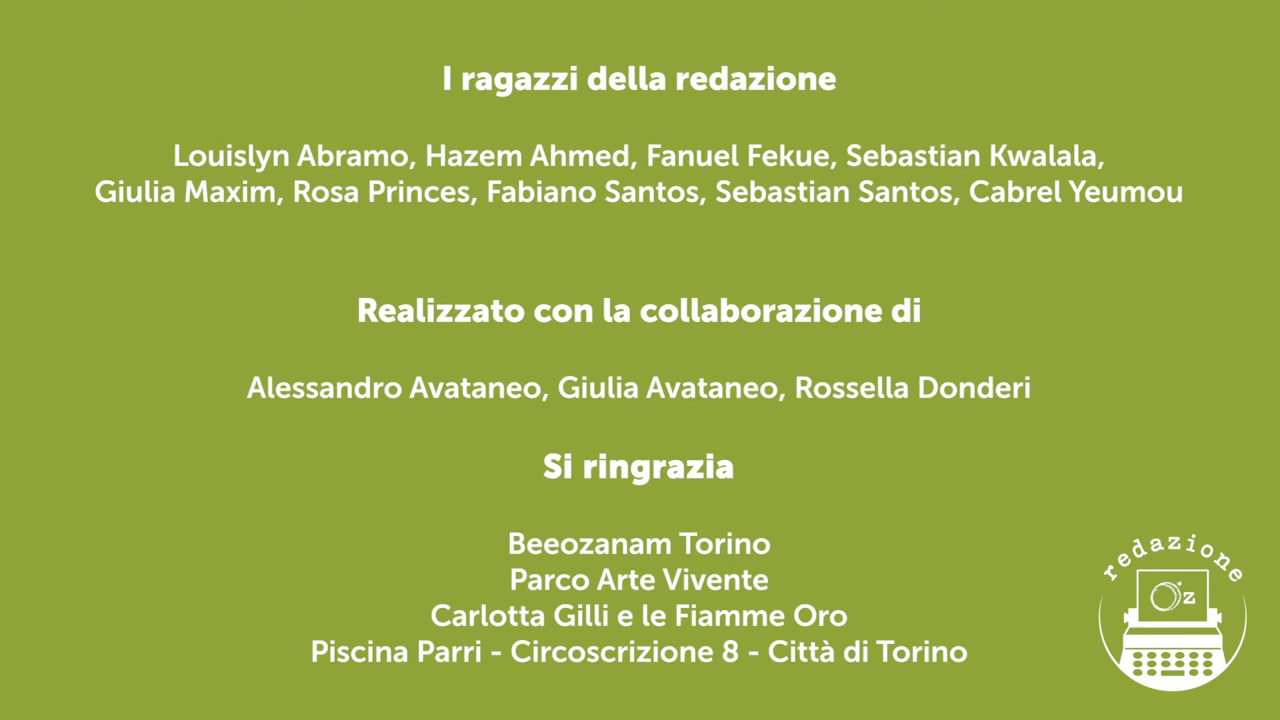 I ragazzi della redazione
Louislyn Abramo, Hazem Ahmed, Fanuel Fekue, Sebastian Kwalala,
Giulia Maxim, Rosa Princes, Fabiano Santos, Sebastian Santos, Cabrel Yeumou
Realizzato con la collaborazione di
Alessandro Avataneo, Giulia Avataneo, Rossella Donderi
Si ringrazia
Beeozanam Torino
Parco Arte Vivente
Carlotta Gilli e le Fiamme Oro
Piscina Parri - Circoscrizione 8 - Città di Torino
redazione
Oz